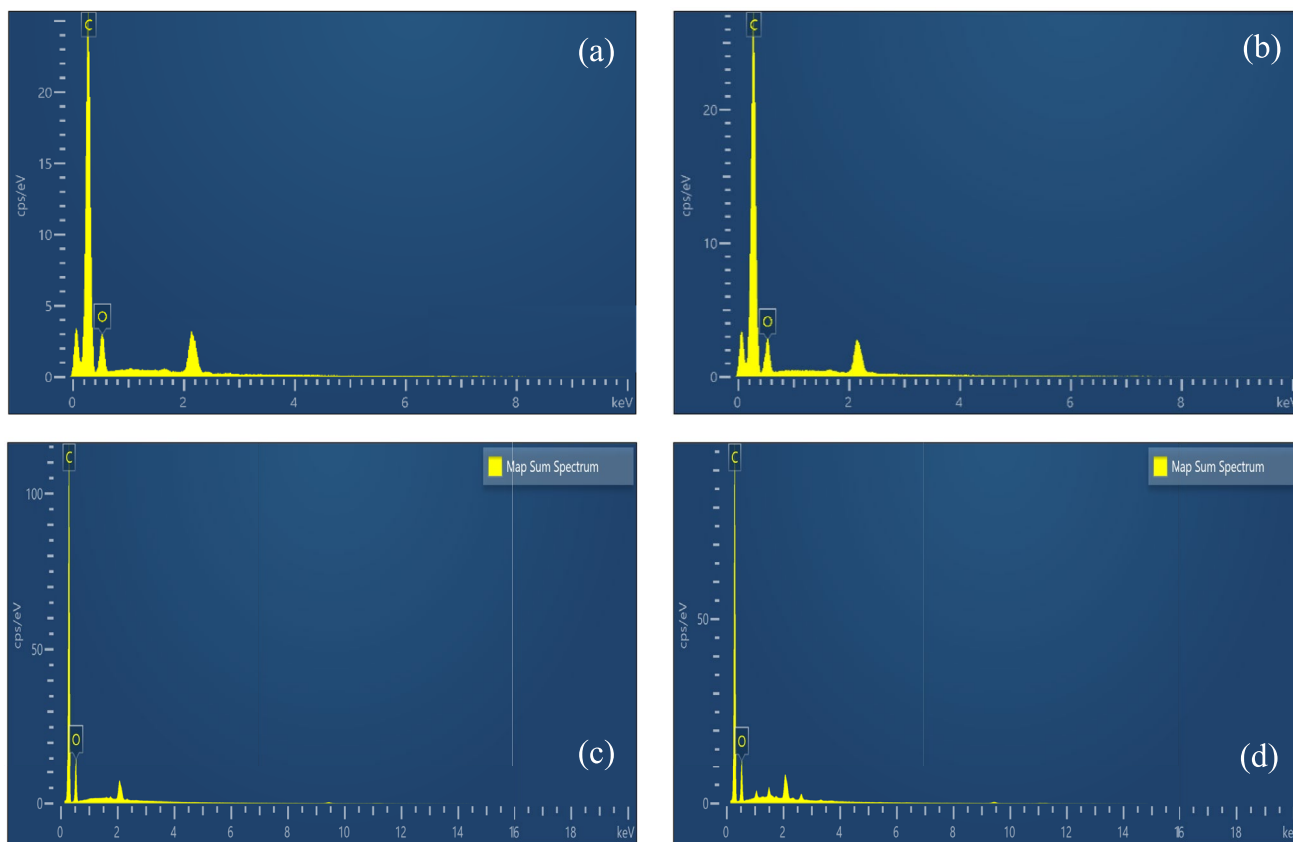 C
(a)
20
15
cps/eV
10
O
5
0
0 2 4 6 8 keV
C
(b)
20
cps/eV
10
O
0
0 2 4 6 8
C
Map Sum Spectrum
100
cps/eV
50
O
(c)
0
0 2 4 6 8 10 12 14 16 18 keV
C
Map Sum Spectrum
50
cps/eV
O
(d)
0
0 2 4 6 8 10 12 14 16 18